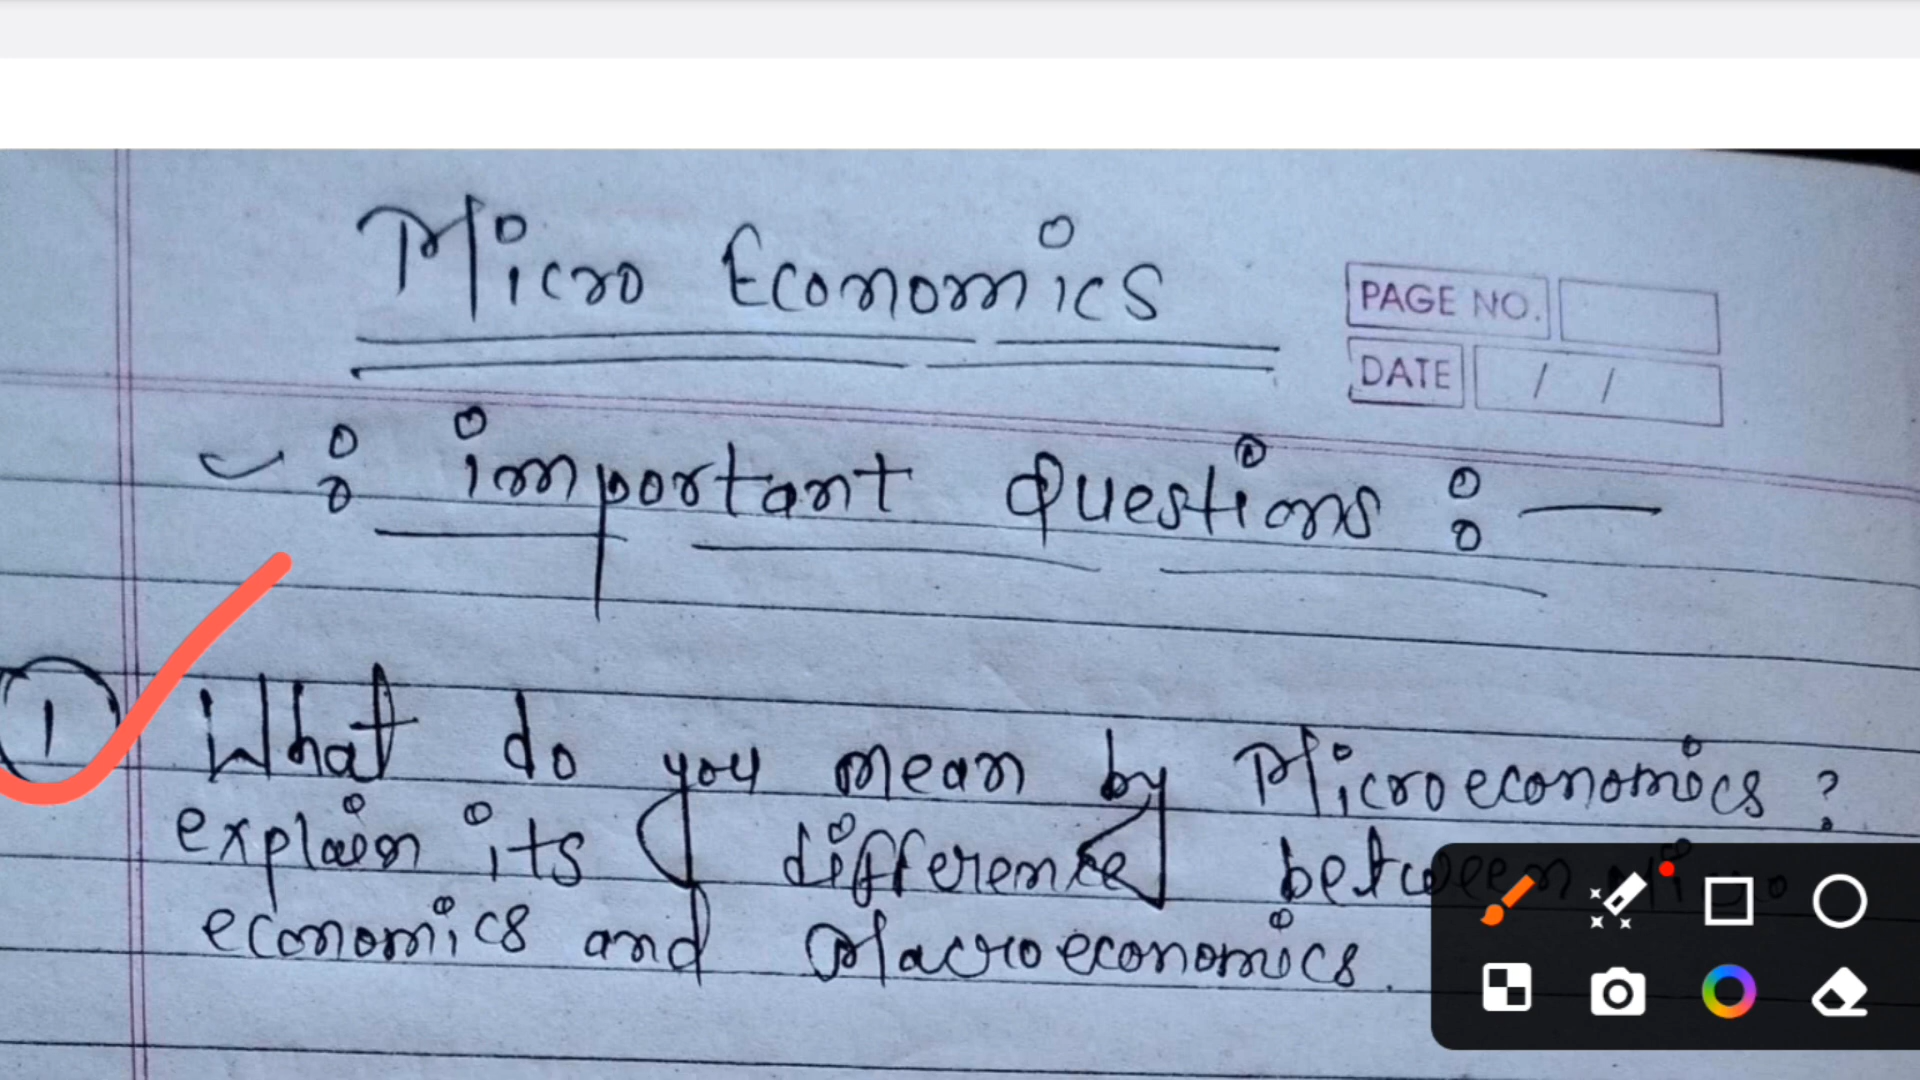 Micro Economics
PAGE NO.
DATE / /
: important Questions : —
1 What do you mean by Microeconomics ?
explain its difference between Micro
economics and Macroeconomics.